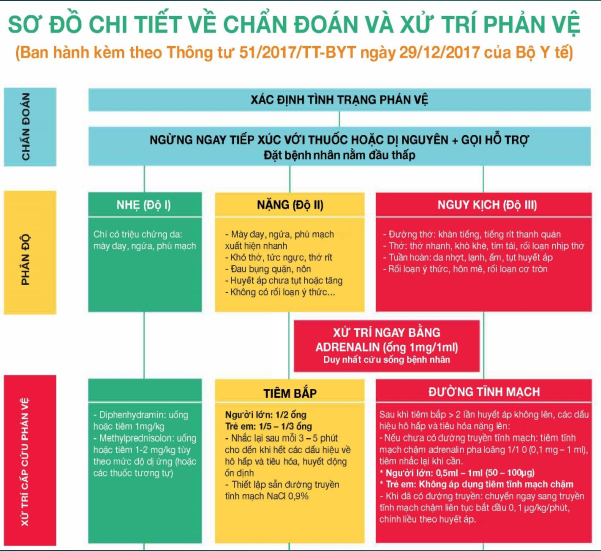 SƠ ĐỒ CHI TIẾT VỀ CHẨN ĐOÁN VÀ XỬ TRÍ PHẢN VỆ
(Ban hành kèm theo Thông tư 51/2017/TT-BYT ngày 29/12/2017 của Bộ Y tế)
CHẨN ĐOÁN
XÁC ĐỊNH TÌNH TRẠNG PHẢN VỆ
NGỪNG NGAY TIẾP XÚC VỚI THUỐC HOẶC DỊ NGUYÊN + GỌI HỖ TRỢ
Đặt bệnh nhân nằm đầu thấp
PHÂN ĐỘ
NHẸ (Độ I)
Chỉ có triệu chứng da:
mày đay, ngứa, phù mạch
NẶNG (Độ II)
- Mày đay, ngứa, phù mạch
xuất hiện nhanh
- Khó thở, tức ngực, thở rít
- Đau bụng quặn, nôn
- Huyết áp chưa tụt hoặc tăng
- Không có rối loạn ý thức...
NGUY KỊCH (Độ III)
- Đường thở: khàn tiếng, tiếng rít thanh quản
- Thở: thở nhanh, khò khè, tím tái, rối loạn nhịp thở
- Tuần hoàn: da nhợt, lạnh, ẩm, tụt huyết áp
- Rối loạn ý thức, hôn mê, rối loạn cơ tròn
XỬ TRÍ NGAY BẰNG
ADRENALIN (ống 1mg/1ml)
Duy nhất cứu sống bệnh nhân
XỬ TRÍ CẤP CỨU PHẢN VỆ
- Diphenhydramin: uống
hoặc tiêm 1mg/kg
- Methylprednisolon: uống
hoặc tiêm 1-2 mg/kg tùy
theo mức độ dị ứng (hoặc
các thuốc tương tự)
TIÊM BẮP
Người lớn: 1/2 ống
Trẻ em: 1/5 – 1/3 ống
- Nhắc lại sau mỗi 3 – 5 phút
cho đến khi hết các dấu hiệu về
hô hấp và tiêu hóa, huyết động
ổn định
- Thiết lập sẵn đường truyền
tĩnh mạch NaCl 0,9%
ĐƯỜNG TĨNH MẠCH
Sau khi tiêm bắp > 2 lần huyết áp không lên, các dấu
hiệu hô hấp và tiêu hóa nặng lên:
- Nếu chưa có đường truyền tĩnh mạch: tiêm tĩnh
mạch chậm adrenalin pha loãng 1/1 0 (0,1 mg – 1 ml),
tiêm nhắc lại khi cần.
* Người lớn: 0,5ml – 1ml (50 – 100µg)
* Trẻ em: Không áp dụng tiêm tĩnh mạch chậm
- Khi đã có đường truyền: chuyển ngay sang truyền
tĩnh mạch chậm liên tục bắt đầu 0, 1 µg/kg/phút,
chỉnh liều theo huyết áp.